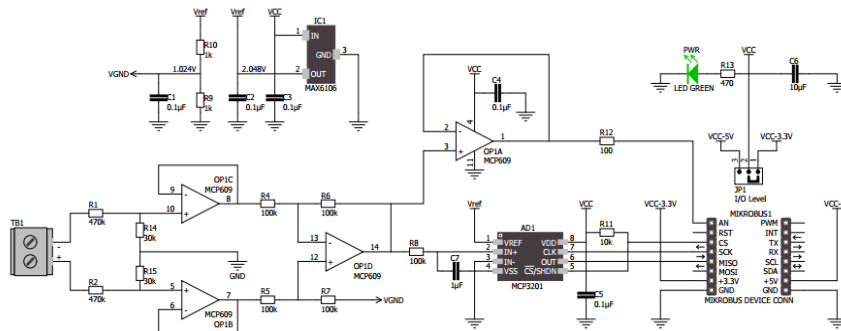 Vref
VCC
IC1
1
IN
GND
3
2
OUT
MAX6106
R10
1k
VGND
1.024V
2.048V
C1
0.1µF
R9
1k
C2
0.1µF
C3
0.1µF
VCC
C4
0.1µF
2
-
1
3
+
4
11
OP1A
MCP609
R12
100
PWR
LED GREEN
R13
470
VCC
C6
10µF
VCC-5V
VCC-3.3V
3
2
1
JP1
I/O Level
TB1
-
+
R1
470k
R14
30k
R15
30k
R2
470k
GND
OP1C
MCP609
9
-
8
10
+
5
+
7
6
-
MCP609
OP1B
R4
100k
R6
100k
13
-
14
12
+
OP1D
MCP609
R5
100k
R7
100k
VGND
R8
100k
C7
1µF
Vref
AD1
1
VREF
VDD
8
2
IN+
CLK
7
3
IN-
OUT
6
4
VSS
CS/SHDN
5
MCP3201
VCC
R11
10k
C5
0.1µF
VCC-3.3V
MIKROBUS1
AN
PWM
RST
INT
CS
TX
SCK
RX
MISO
SCL
MOSI
SDA
+3.3V
+5V
GND
GND
MIKROBUS DEVICE CONN